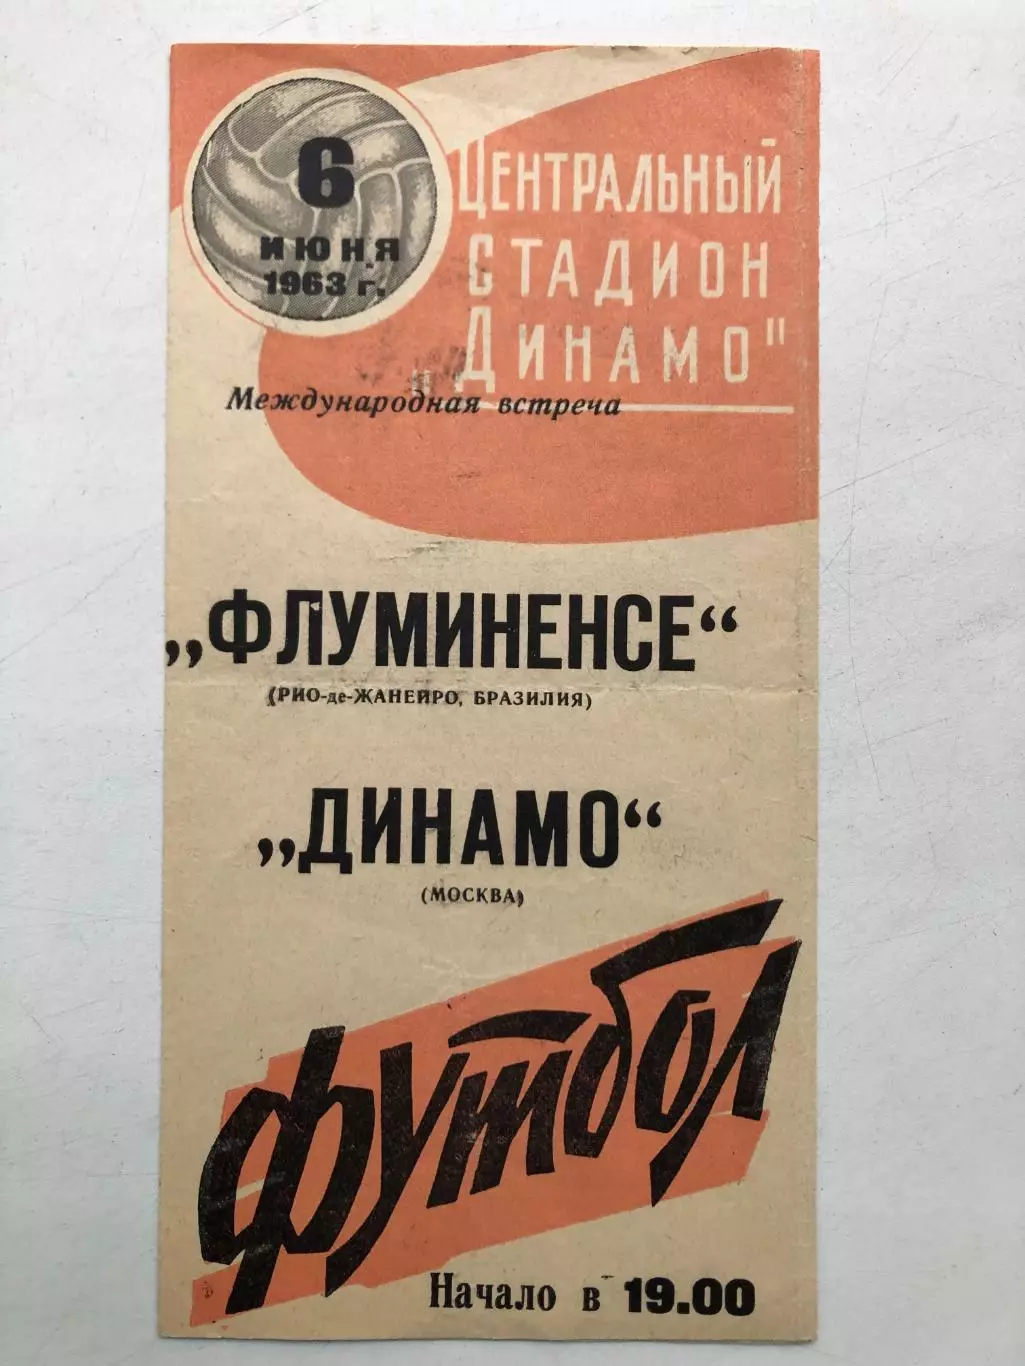 6
ИЮНЯ
1963 г.
ЦЕНТРАЛЬНЫЙ
СТАДИОН
„ДИНАМО"
Международная встреча
„ФЛУМИНЕНСЕ“
(РИО-де-ЖАНЕЙРО, БРАЗИЛИЯ)
„ДИНАМО“
(МОСКВА)
футбол
Начало в 19.00